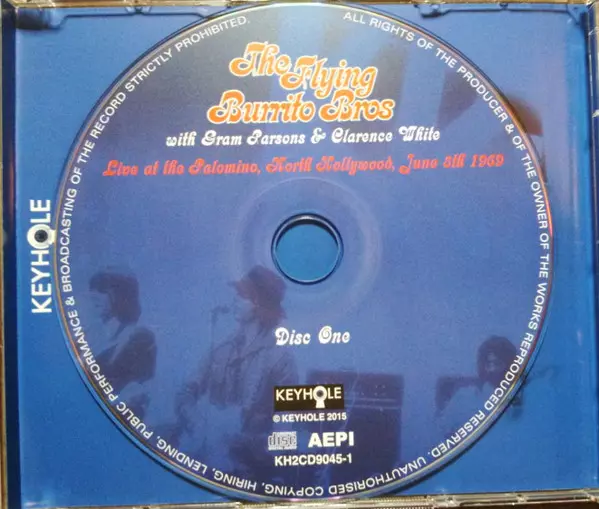 The Flying
Burrito Bros
with Gram Parsons & Clarence White
Live at the Palomino, North Hollywood, June 8th 1969
Disc One
KEYHOLE
© KEYHOLE 2015
disc
AEPI
KH2CD9045-1
ALL RIGHTS OF THE PRODUCER & OF THE OWNER OF THE WORKS REPRODUCED RESERVED. UNAUTHORISED COPYING, HIRING, LENDING, PUBLIC PERFORMANCE & BROADCASTING OF THE RECORD STRICTLY PROHIBITED.
KEYHOLE